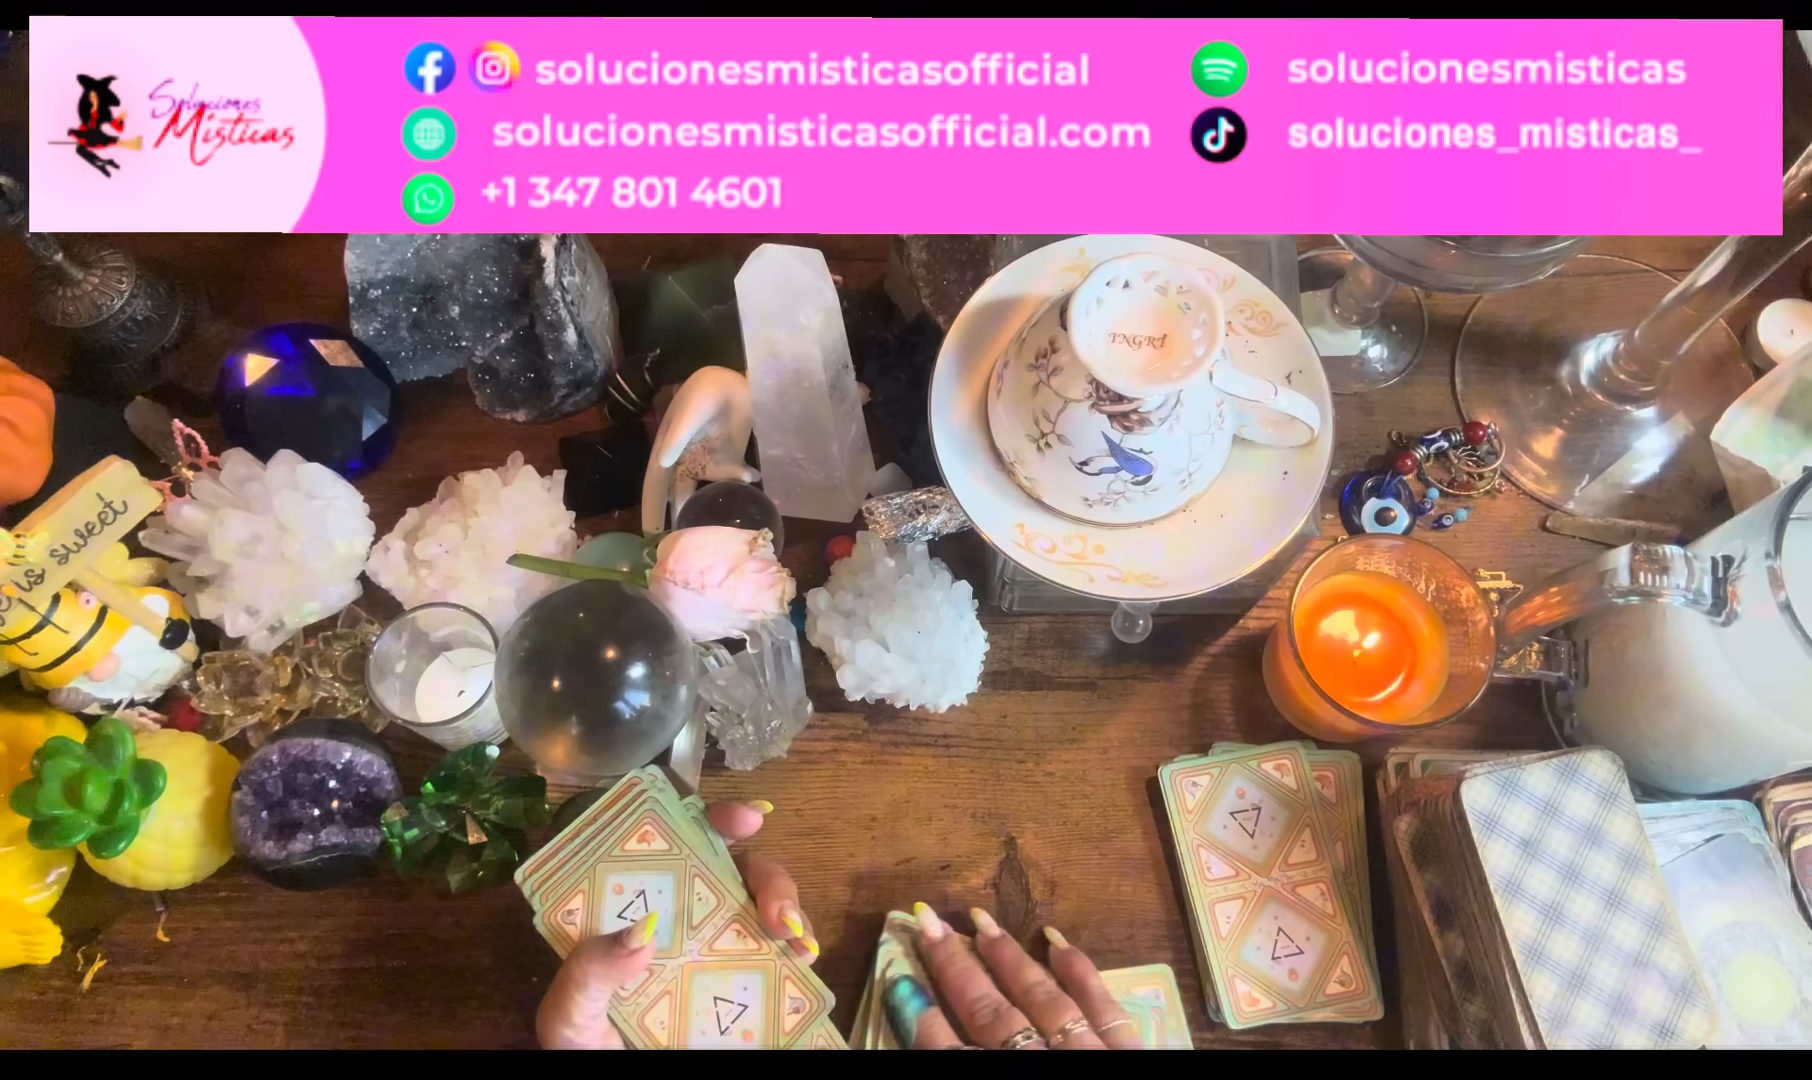 Soluciones
Misticas
solucionesmisticasofficial
solucionesmisticasofficial.com
+1 347 801 4601
solucionesmisticas
soluciones_misticas_
INGRI
is sweet